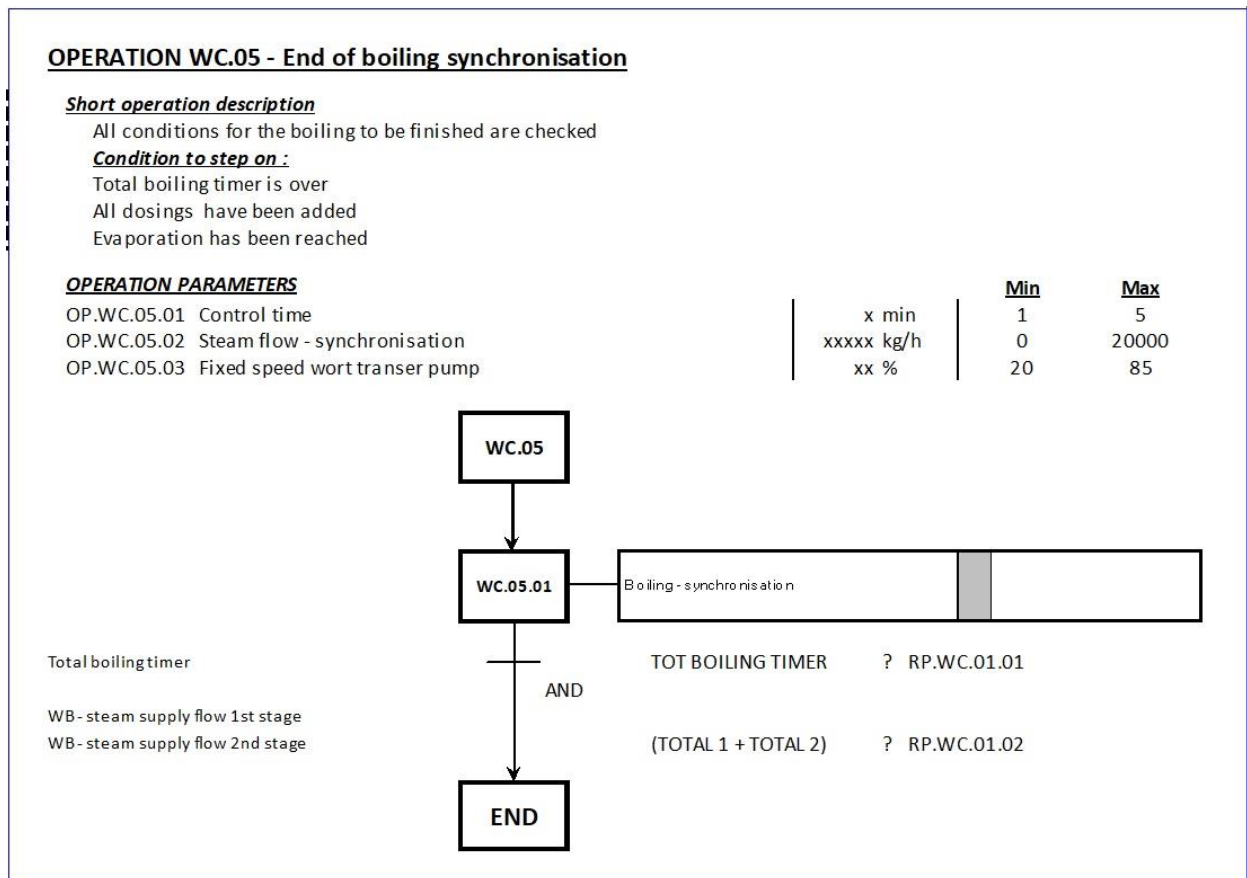 OPERATION WC.05 - End of boiling synchronisation
Short operation description
All conditions for the boiling to be finished are checked
Condition to step on :
Total boiling timer is over
All dosings have been added
Evaporation has been reached
OPERATION PARAMETERS Min Max
OP.WC.05.01 Control time x min 1 5
OP.WC.05.02 Steam flow - synchronisation xxxxx kg/h 0 20000
OP.WC.05.03 Fixed speed wort transer pump xx % 20 85
WC.05
WC.05.01 Boiling - synchronisation
Total boiling timer TOT BOILING TIMER ? RP.WC.01.01
AND
WB - steam supply flow 1st stage
WB - steam supply flow 2nd stage (TOTAL 1 + TOTAL 2) ? RP.WC.01.02
END